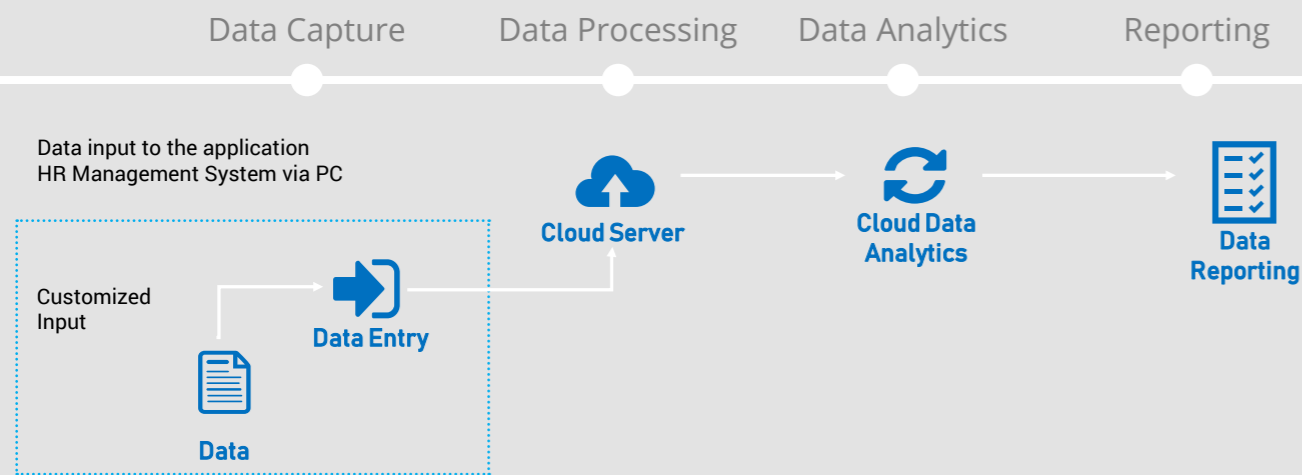 Data Capture
Data Processing
Data Analytics
Reporting
Data input to the application
HR Management System via PC
Cloud Server
Cloud Data
Analytics
Data
Reporting
Customized
Input
Data Entry
Data